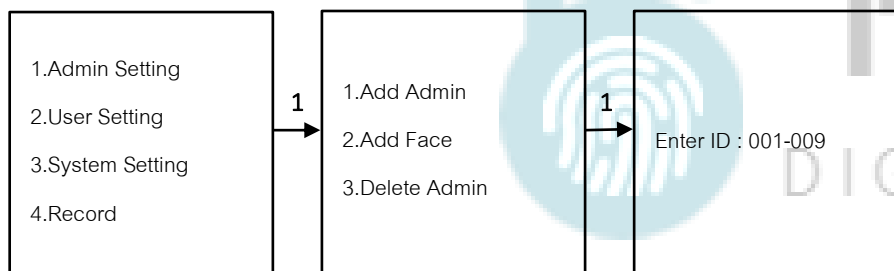 1.Admin Setting
2.User Setting
3.System Setting
4.Record
1
1.Add Admin
2.Add Face
3.Delete Admin
1
Enter ID : 001-009